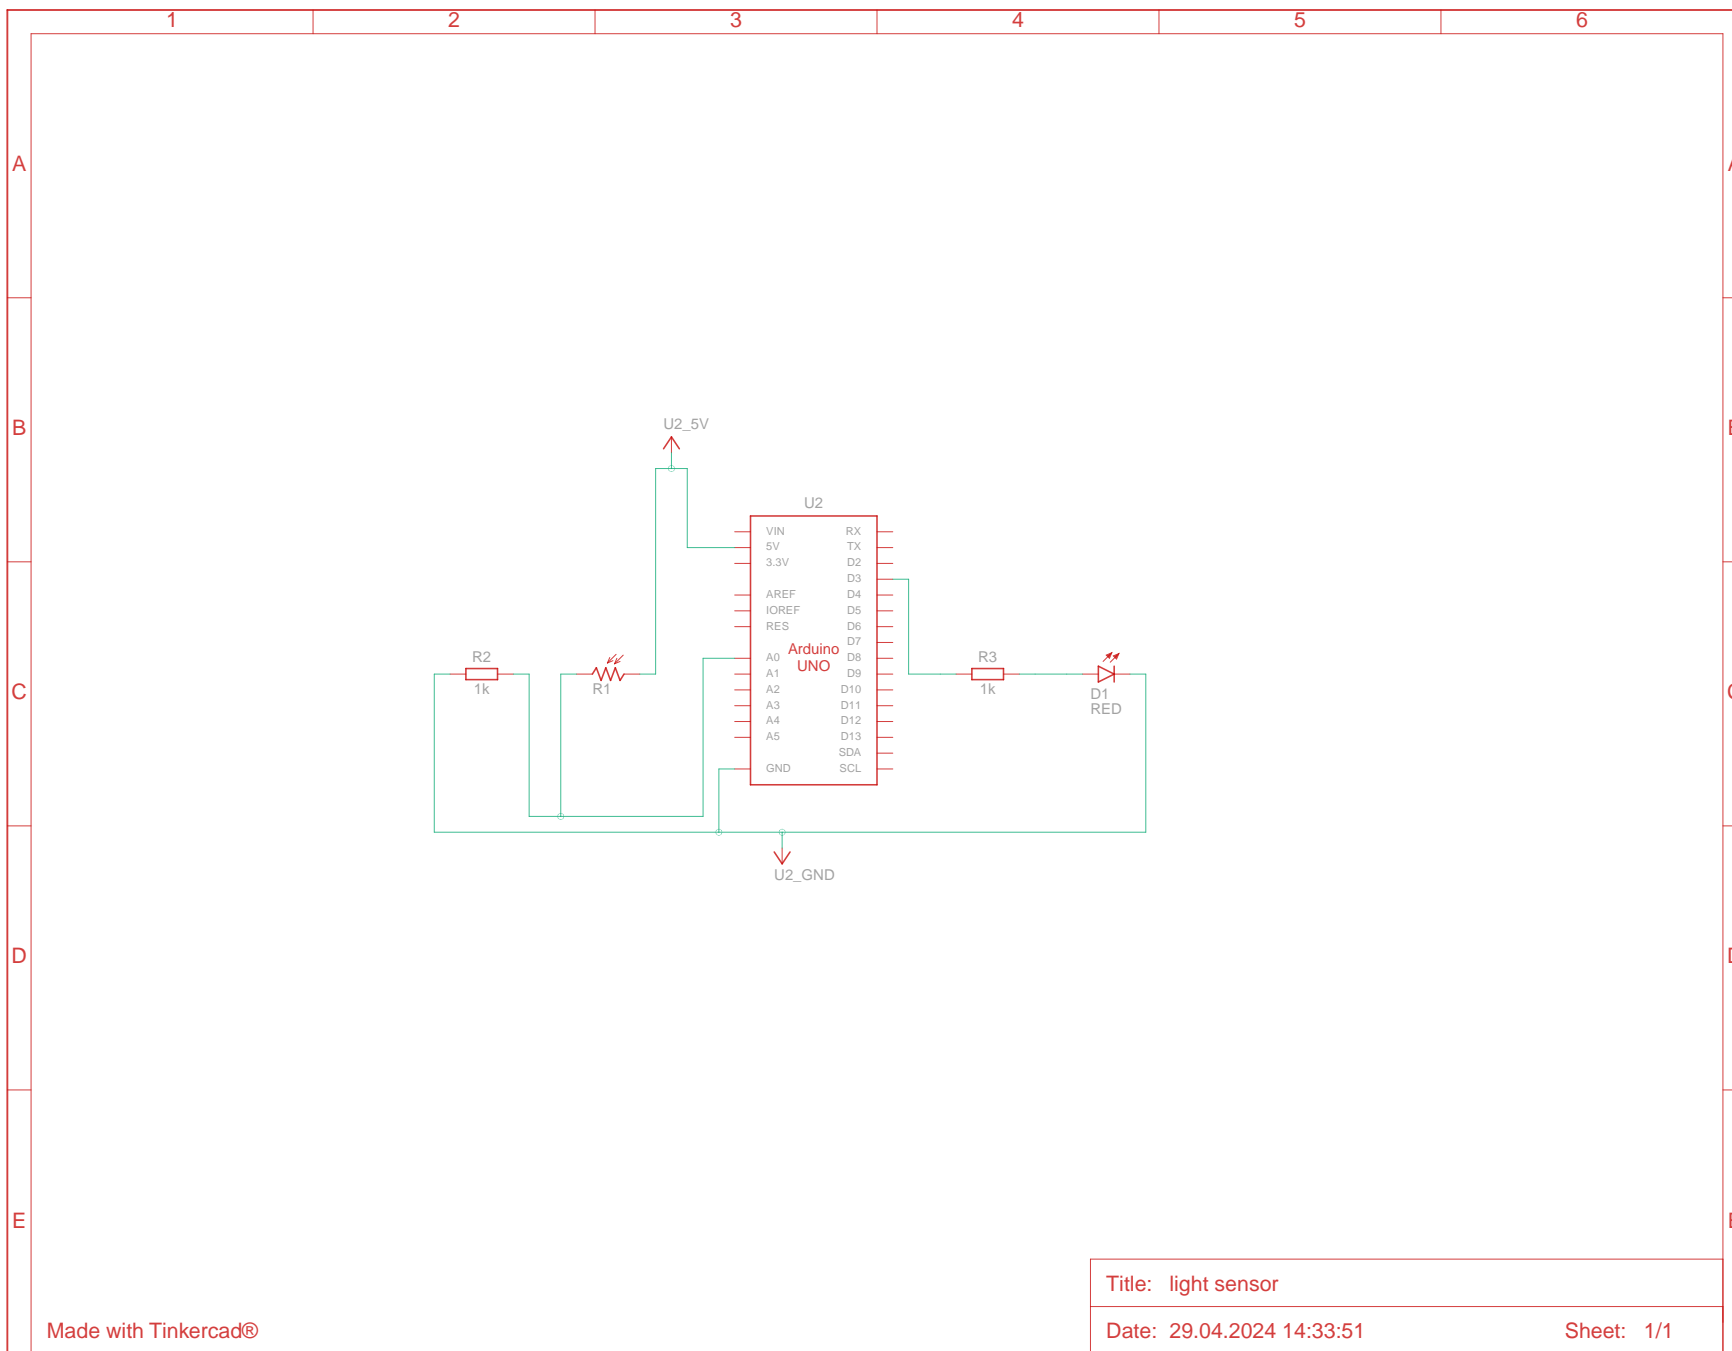 1 2 3 4 5 6
A A
B B
U2_5V
U2
VIN RX
5V TX
3.3V D2
D3
AREF D4
IOREF D5
RES D6
D7
A0 Arduino D8
UNO
A1 D9
A2 D10
A3 D11
A4 D12
A5 D13
SDA
GND SCL
R2 R3
C C
1k R1 1k D1
RED
U2_GND
D D
E E
Title: light sensor
Made with Tinkercad® Date: 29.04.2024 14:33:51 Sheet: 1/1